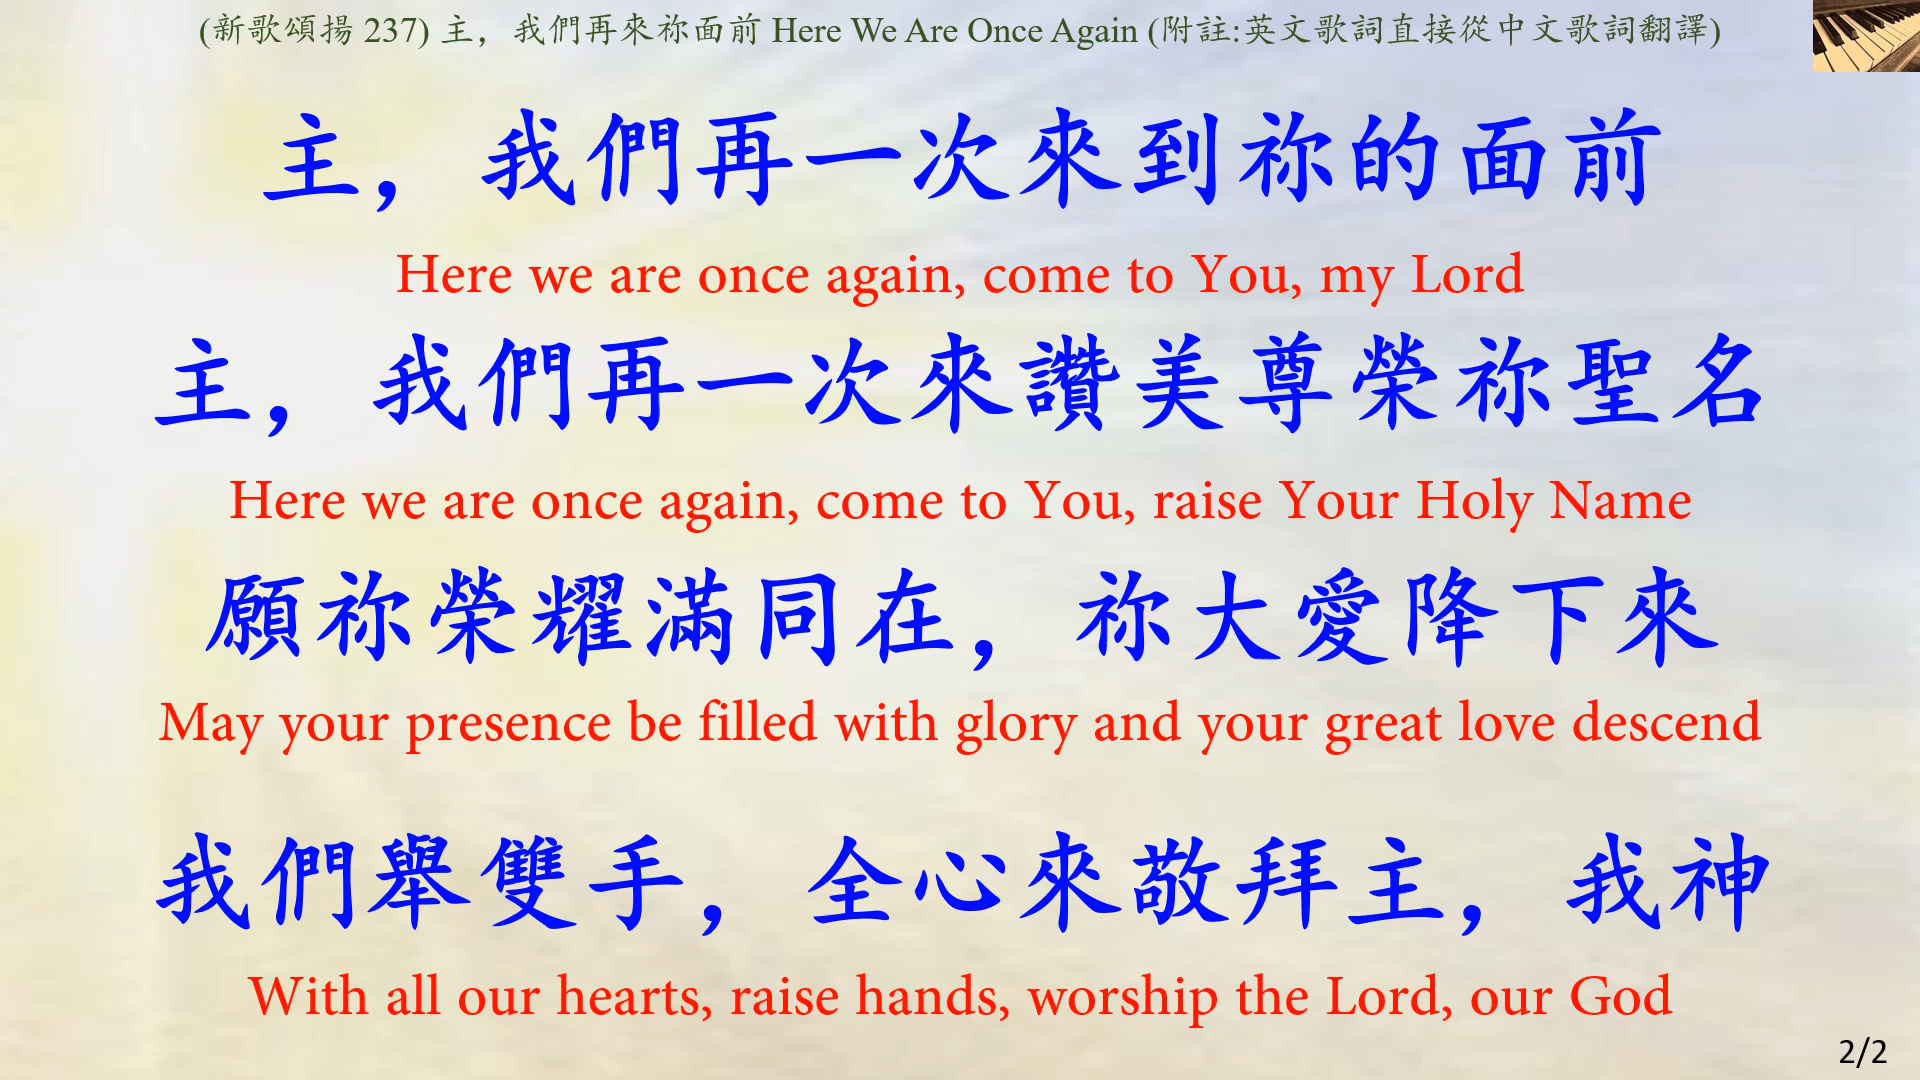 (新歌頌揚 237) 主，我們再來祢面前 Here We Are Once Again (附註:英文歌詞直接從中文歌詞翻譯)
主，我們再一次來到祢的面前
Here we are once again, come to You, my Lord
主，我們再一次來讚美尊榮祢聖名
Here we are once again, come to You, raise Your Holy Name
願祢榮耀滿同在，祢大愛降下來
May your presence be filled with glory and your great love descend
我們舉雙手，全心來敬拜主，我神
With all our hearts, raise hands, worship the Lord, our God
2/2